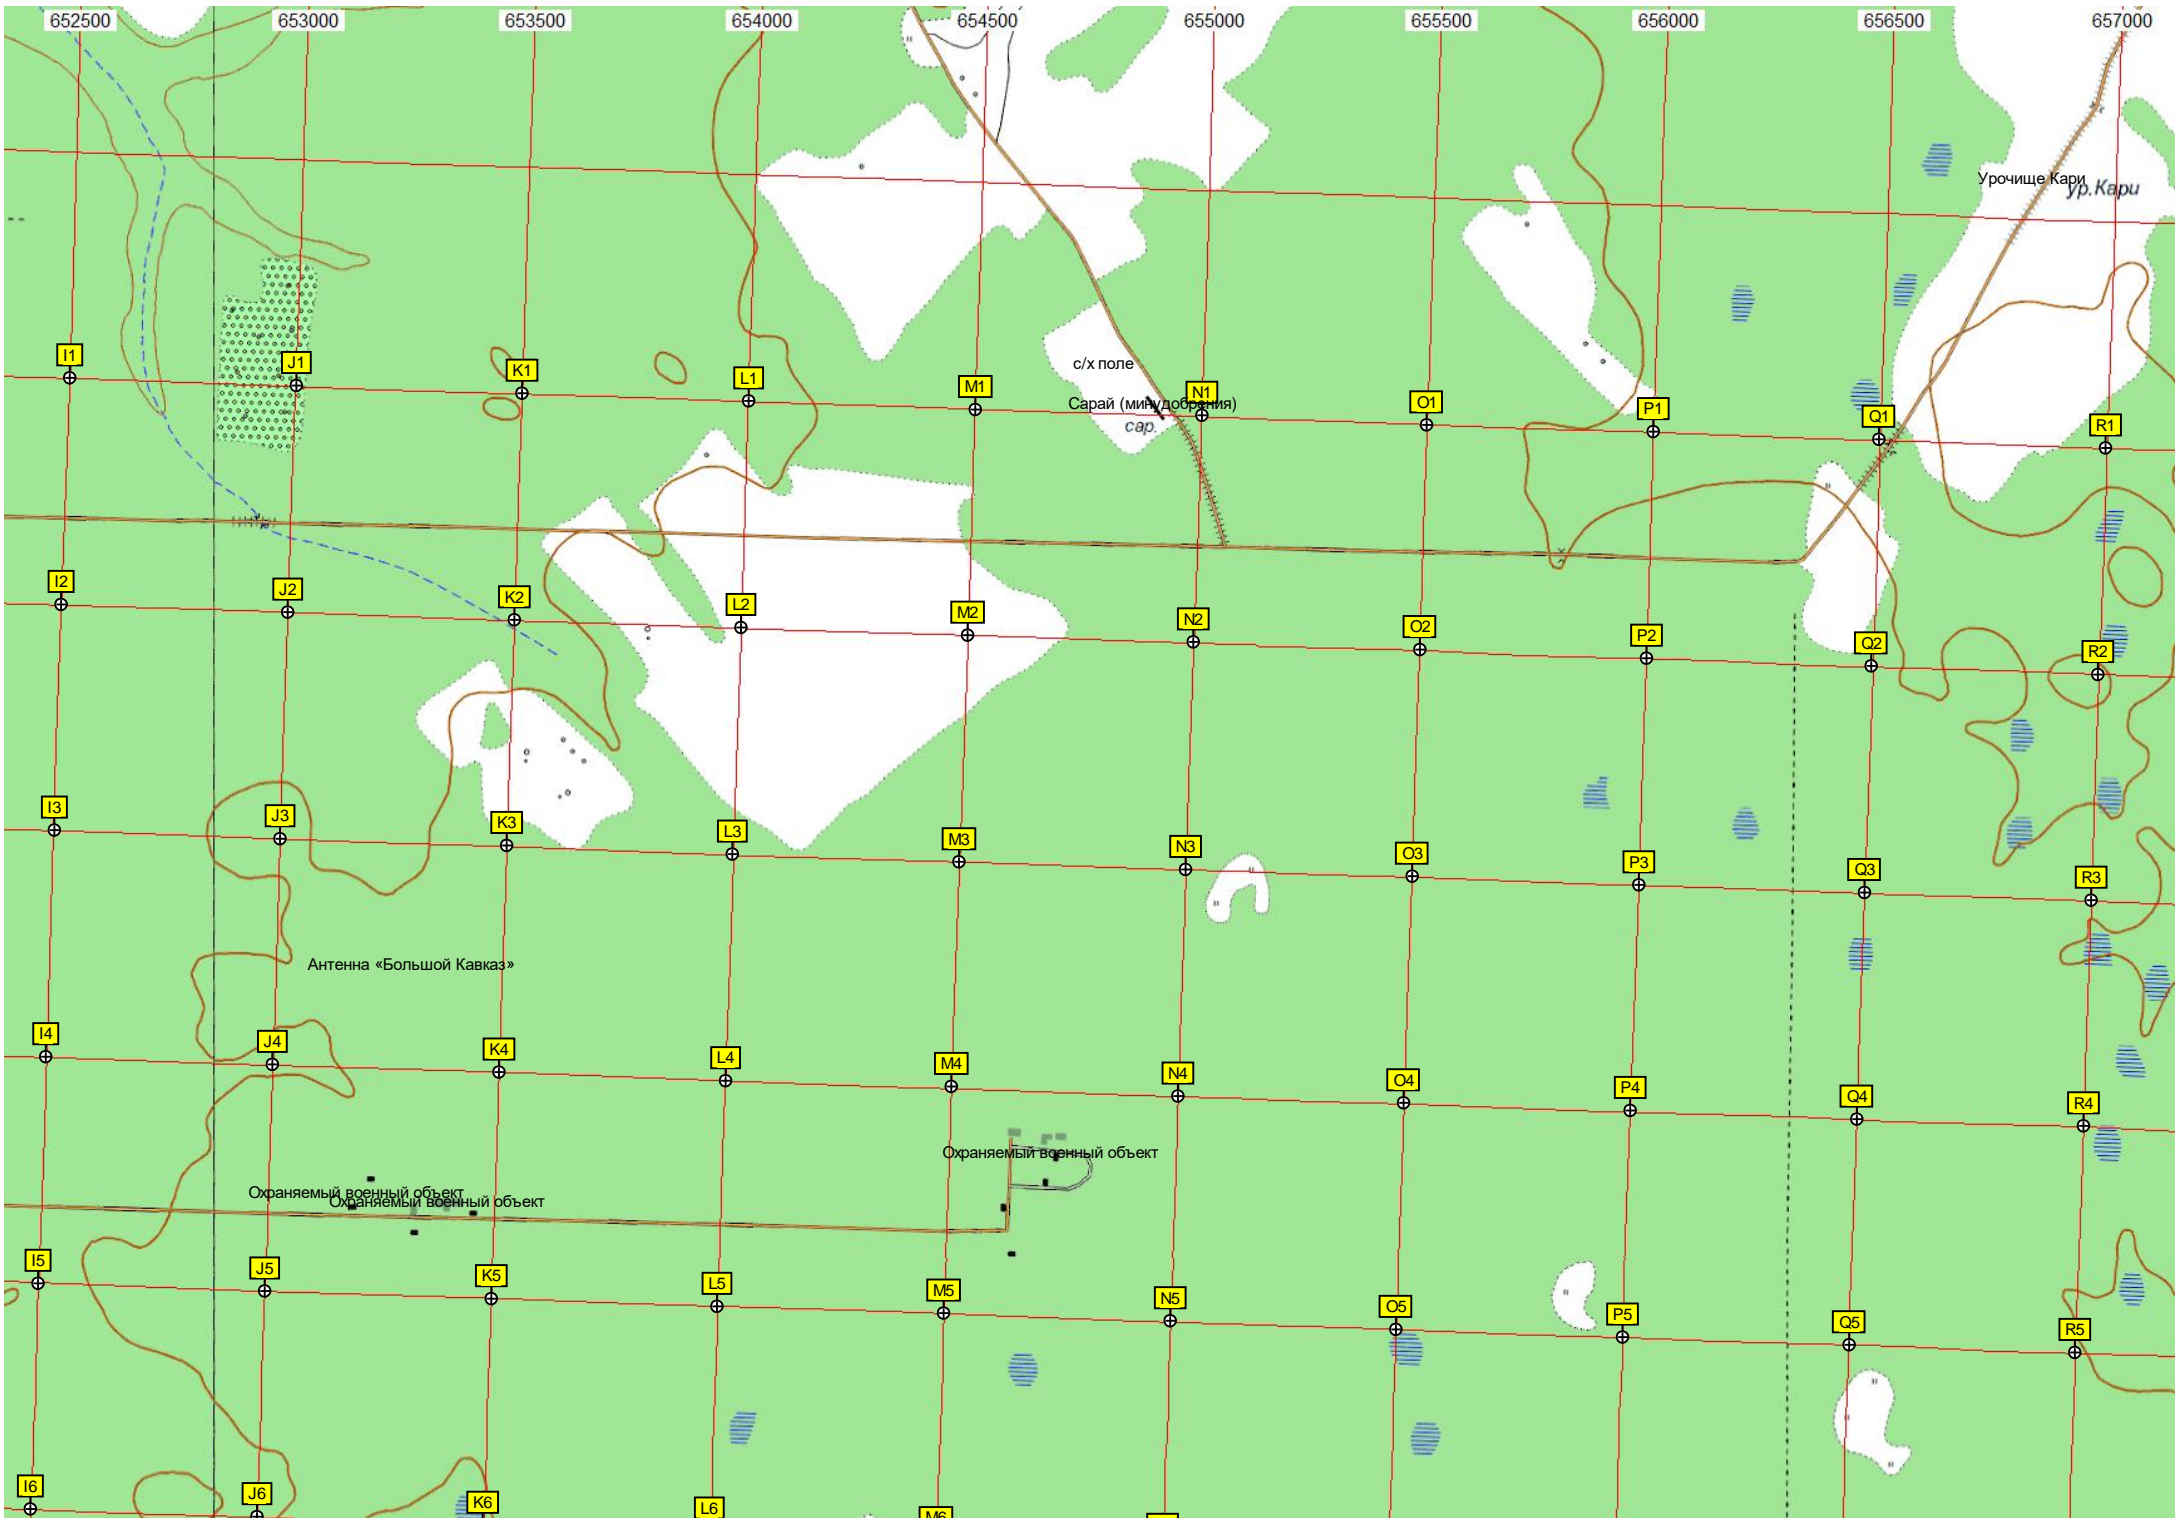 652500 653000 653500 654000 654500 655000 655500 656000 656500 657000
Урочище Кари
ур.Кари
I1 J1 K1 L1 M1 N1 O1 P1 Q1 R1
с/х поле
Сарай (минудобрения)
сар.
I2 J2 K2 L2 M2 N2 O2 P2 Q2 R2
I3 J3 K3 L3 M3 N3 O3 P3 Q3 R3
Антенна «Большой Кавказ»
I4 J4 K4 L4 M4 N4 O4 P4 Q4 R4
Охраняемый военный объект
Охраняемый военный объект
Охраняемый военный объект
I5 J5 K5 L5 M5 N5 O5 P5 Q5 R5
I6 J6 K6 L6 M6